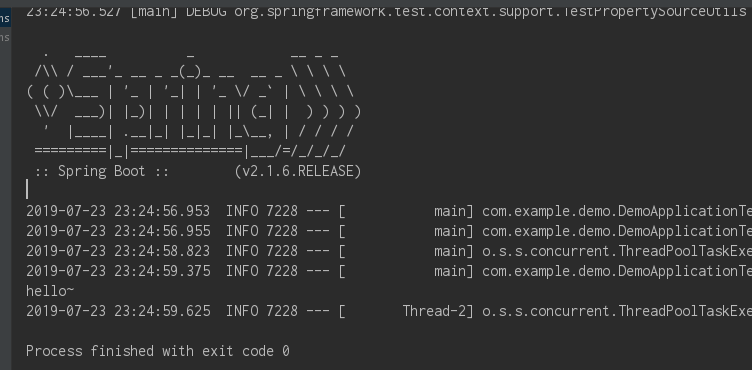 ns
ns
23:24:56.527 [main] DEBUG org.springframework.test.context.support.TestPropertySourceUtils
  .   ____          _            __ _ _
 /\\ / ___'_ __ _ _(_)_ __  __ _ \ \ \ \
( ( )\___ | '_ | '_| | '_ \/ _` | \ \ \ \
 \\/  ___)| |_)| | | | | || (_| |  ) ) ) )
  '  |____| .__|_| |_|_| |_\__, | / / / /
 =========|_|==============|___/=/_/_/_/
 :: Spring Boot ::        (v2.1.6.RELEASE)
2019-07-23 23:24:56.953  INFO 7228 --- [           main] com.example.demo.DemoApplicationTe
2019-07-23 23:24:56.955  INFO 7228 --- [           main] com.example.demo.DemoApplicationTe
2019-07-23 23:24:58.823  INFO 7228 --- [           main] o.s.s.concurrent.ThreadPoolTaskExe
2019-07-23 23:24:59.375  INFO 7228 --- [           main] com.example.demo.DemoApplicationTe
hello~
2019-07-23 23:24:59.625  INFO 7228 --- [       Thread-2] o.s.s.concurrent.ThreadPoolTaskExe
Process finished with exit code 0